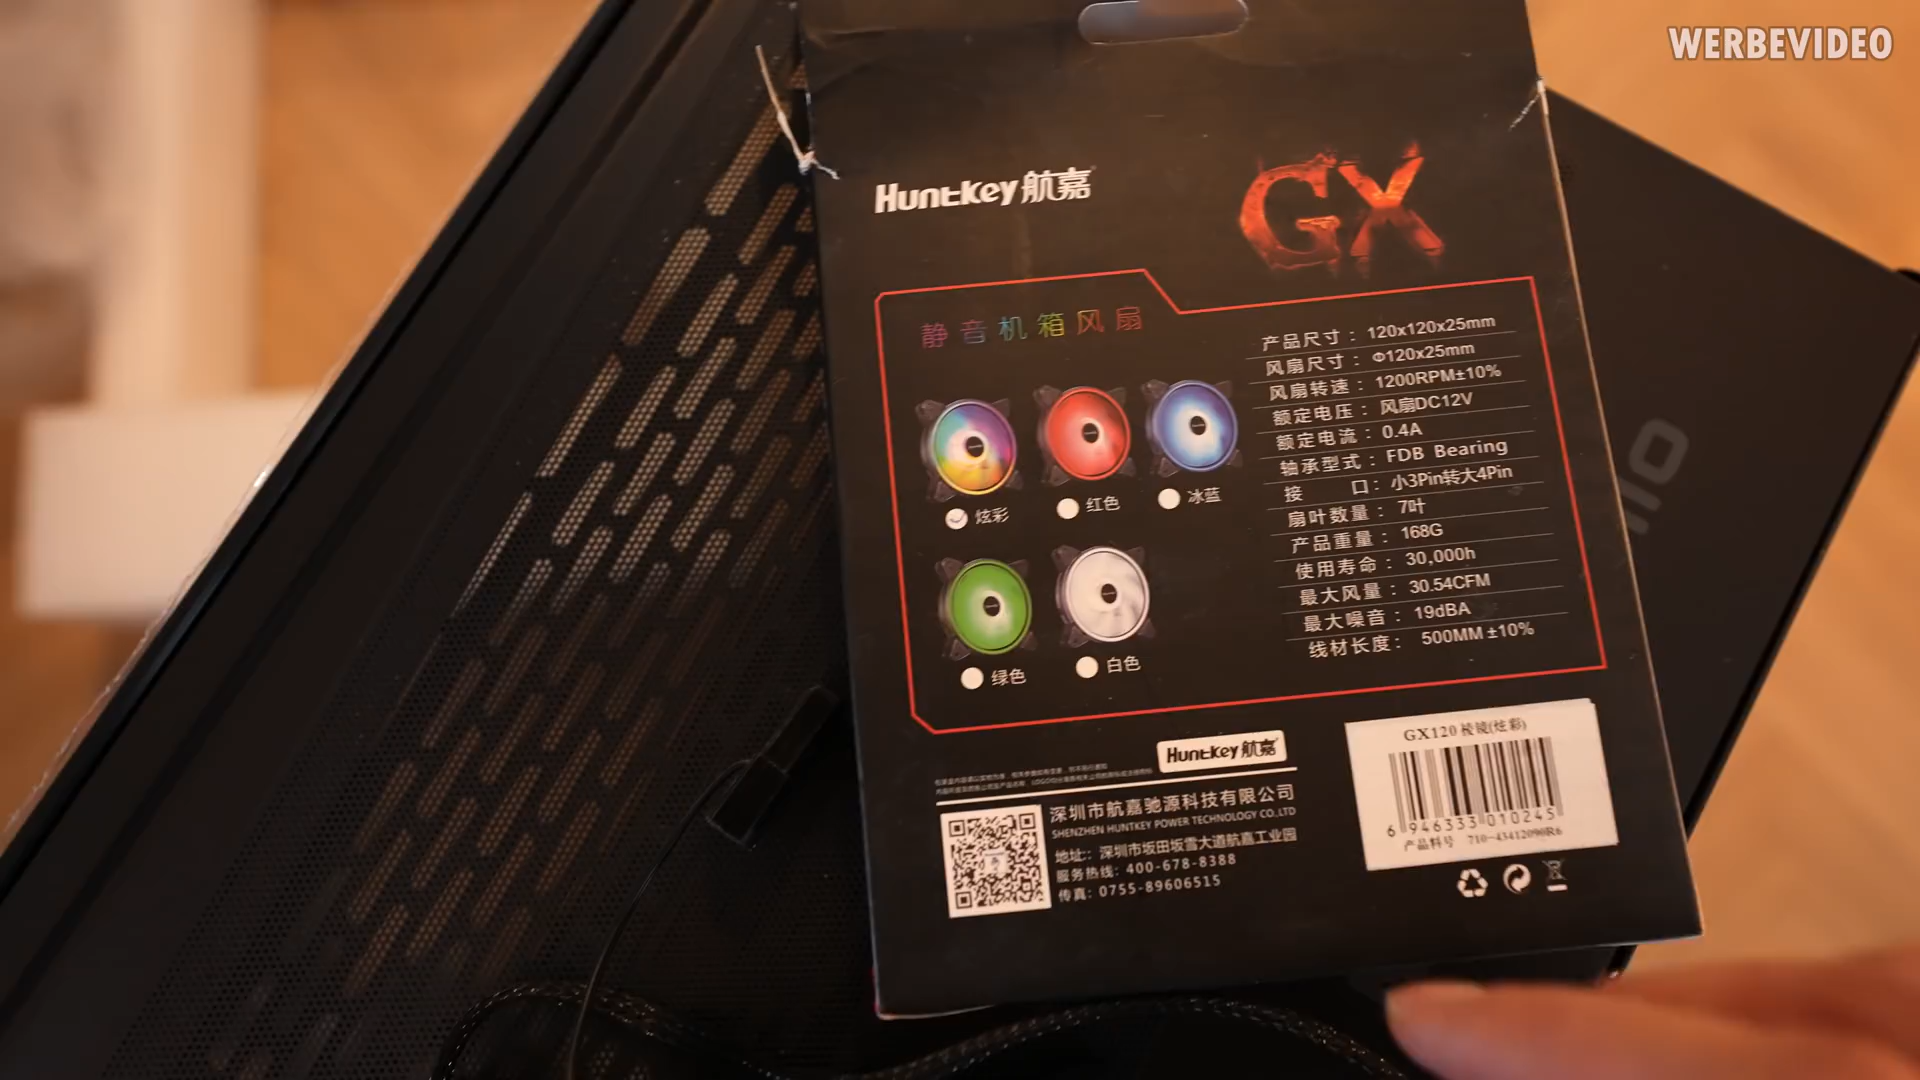 WERBEVIDEO
Huntkey航嘉
GX
静音机箱风扇
炫彩
红色
冰蓝
绿色
白色
产品尺寸：120x120x25mm
风扇尺寸：Φ120x25mm
风扇转速：1200RPM±10%
额定电压：风扇DC12V
额定电流：0.4A
轴承型式：FDB Bearing
接口：小3Pin转大4Pin
扇叶数量：7叶
产品重量：168G
使用寿命：30,000h
最大风量：30.54CFM
最大噪音：19dBA
线材长度：500MM±10%
Huntkey航嘉
深圳市航嘉驰源科技有限公司
SHENZHEN HUNTKEY POWER TECHNOLOGY CO.LTD
地址：深圳市坂田坂雪大道航嘉工业园
服务热线：400-678-8388
传真：0755-89606515
GX120 棱镜(炫彩)
6 946333 010245
产品料号 710-43412090R6